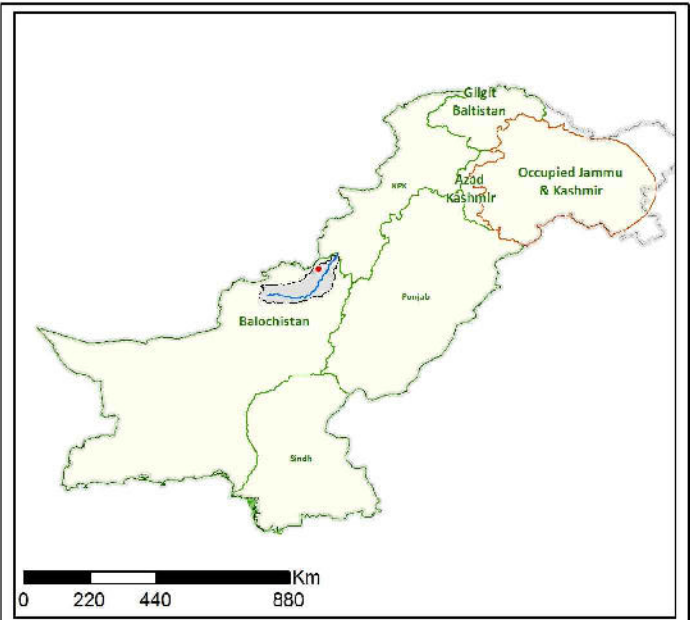 Gilgit
Baltistan
Occupied Jammu
& Kashmir
Azad
Kashmir
KPK
Punjab
Balochistan
Sindh
Km
0 220 440 880